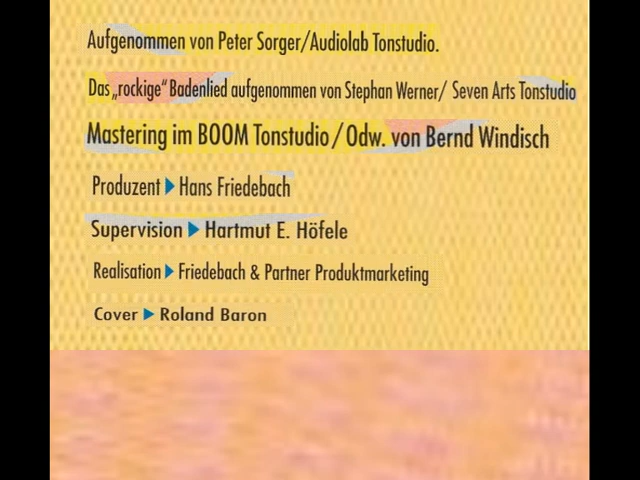 Aufgenommen von Peter Sorger/Audiolab Tonstudio.
Das „rockige“ Badenlied aufgenommen von Stephan Werner/ Seven Arts Tonstudio
Mastering im BOOM Tonstudio/Odw. von Bernd Windisch
Produzent ▶ Hans Friedebach
Supervision ▶ Hartmut E. Höfele
Realisation ▶ Friedebach & Partner Produktmarketing
Cover ▶ Roland Baron